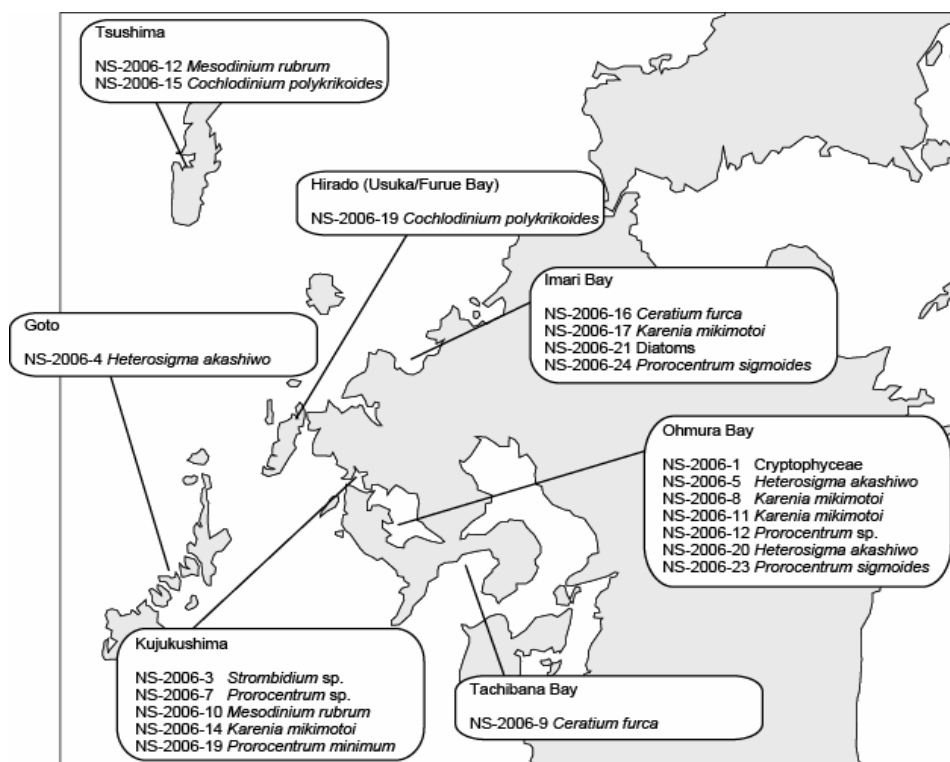 Tsushima
NS-2006-12 Mesodinium rubrum
NS-2006-15 Cochlodinium polykrikoides
Hirado (Usuka/Furue Bay)
NS-2006-19 Cochlodinium polykrikoides
Imari Bay
NS-2006-16 Ceratium furca
NS-2006-17 Karenia mikimotoi
NS-2006-21 Diatoms
NS-2006-24 Prorocentrum sigmoides
Goto
NS-2006-4 Heterosigma akashiwo
Ohmura Bay
NS-2006-1 Cryptophyceae
NS-2006-5 Heterosigma akashiwo
NS-2006-8 Karenia mikimotoi
NS-2006-11 Karenia mikimotoi
NS-2006-12 Prorocentrum sp.
NS-2006-20 Heterosigma akashiwo
NS-2006-23 Prorocentrum sigmoides
Kujukushima
NS-2006-3 Strombidium sp.
NS-2006-7 Prorocentrum sp.
NS-2006-10 Mesodinium rubrum
NS-2006-14 Karenia mikimotoi
NS-2006-19 Prorocentrum minimum
Tachibana Bay
NS-2006-9 Ceratium furca